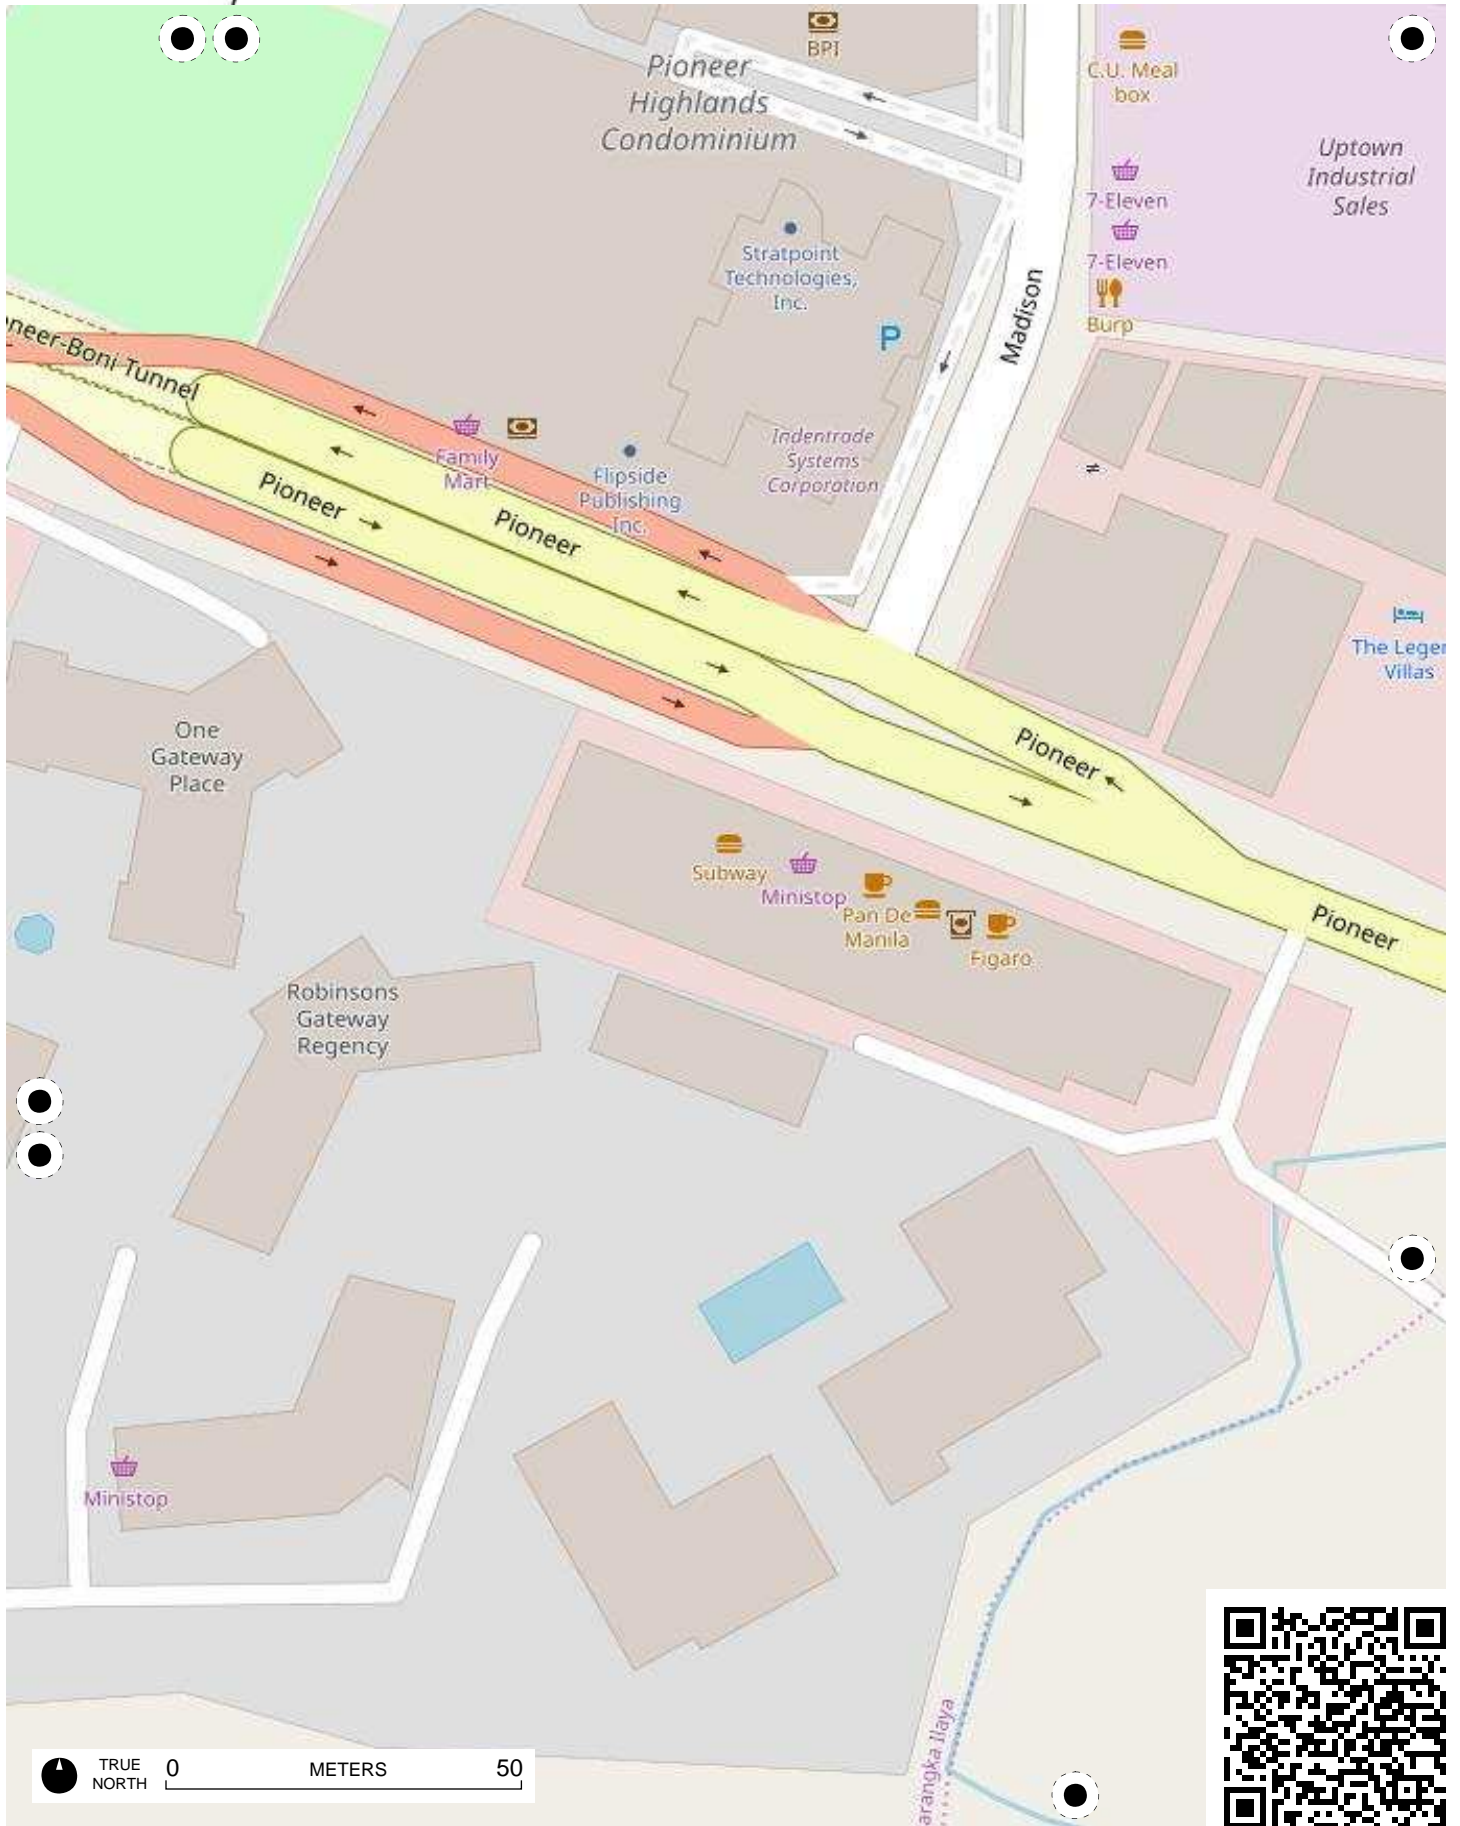 BPI
Pioneer
Highlands
Condominium
C.U. Meal
box
Uptown
Industrial
Sales
7-Eleven
7-Eleven
Burp
Stratpoint
Technologies,
Inc.
P
Madison
neer-Boni Tunnel
Family
Mart
Flipside
Publishing
Inc.
Indentrade
Systems
Corporation
Pioneer
Pioneer
The Leger
Villas
One
Gateway
Place
Pioneer
Subway
Ministop
Pan De
Manila
Figaro
Pioneer
Robinsons
Gateway
Regency
Ministop
arangka Ilaya
TRUE
NORTH
0 METERS 50